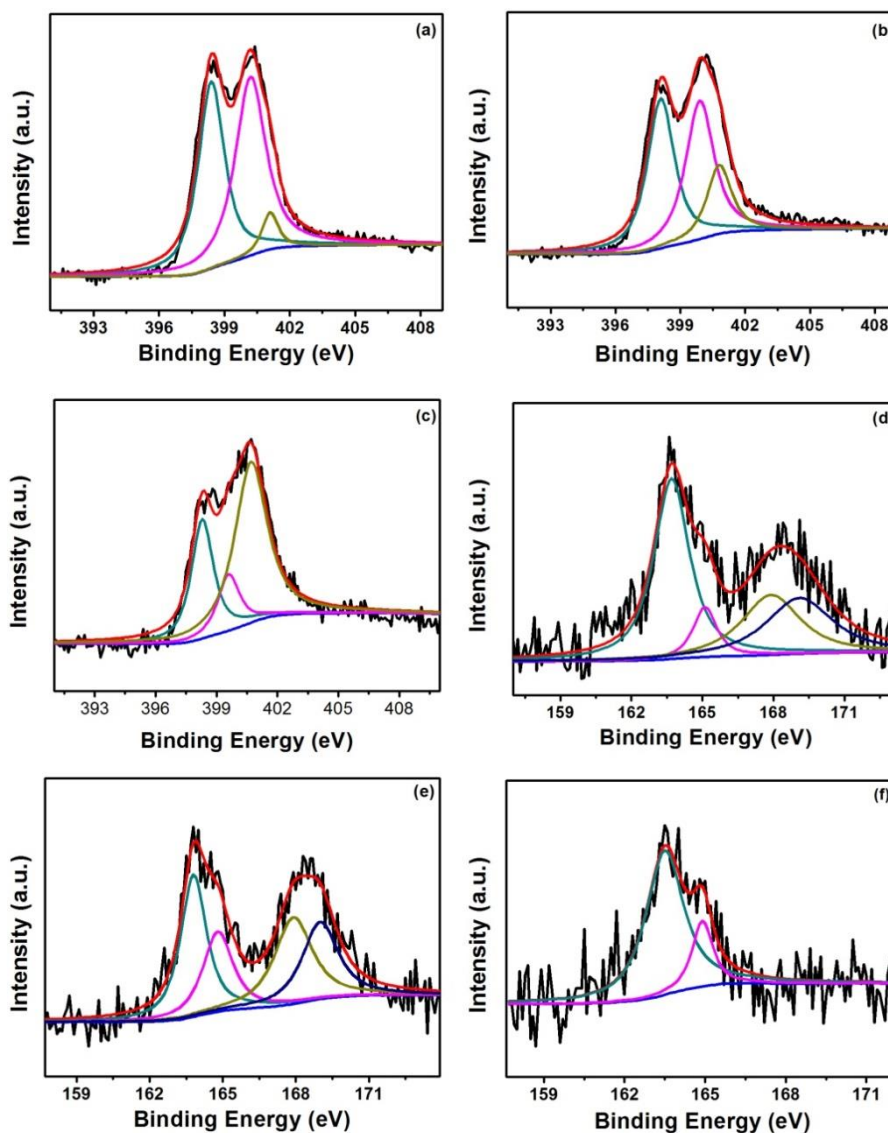 (a)
Intensity (a.u.)
393 396 399 402 405 408
Binding Energy (eV)
(b)
Intensity (a.u.)
393 396 399 402 405 408
Binding Energy (eV)
(c)
Intensity (a.u.)
393 396 399 402 405 408
Binding Energy (eV)
(d)
Intensity (a.u.)
159 162 165 168 171
Binding Energy (eV)
(e)
Intensity (a.u.)
159 162 165 168 171
Binding Energy (eV)
(f)
Intensity (a.u.)
159 162 165 168 171
Binding Energy (eV)